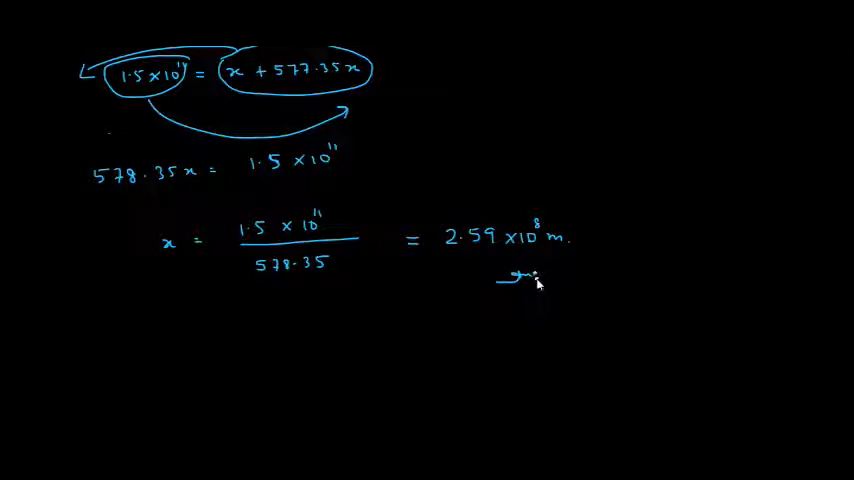 1.5×10¹¹ = x + 577.35x
578.35x = 1.5 × 10¹¹
x = 1.5 × 10¹¹ / 578.35 = 2.59 ×10⁸ m.